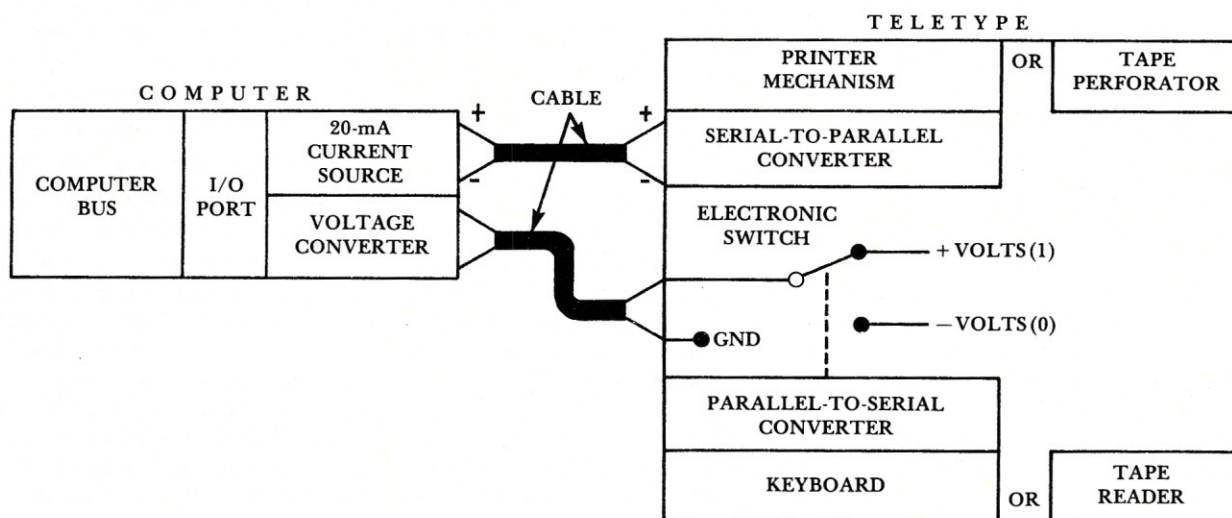 TELETYPE
PRINTER
MECHANISM
OR
TAPE
PERFORATOR
COMPUTER
CABLE
COMPUTER
BUS
I/O
PORT
20-mA
CURRENT
SOURCE
+
-
+
-
SERIAL-TO-PARALLEL
CONVERTER
VOLTAGE
CONVERTER
ELECTRONIC
SWITCH
+ VOLTS (1)
— VOLTS (0)
GND
PARALLEL-TO-SERIAL
CONVERTER
KEYBOARD
OR
TAPE
READER